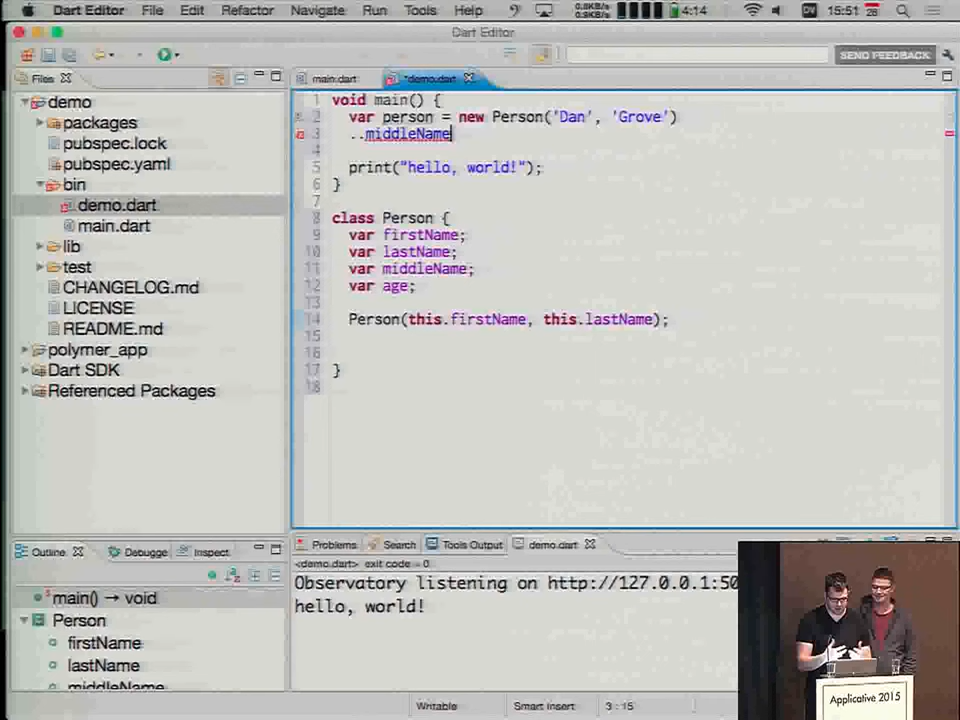 Dart Editor File Edit Refactor Navigate Run Tools Help
4:14
15:51
Dart Editor
SEND FEEDBACK
Files
main.dart
*demo.dart
demo
packages
pubspec.lock
pubspec.yaml
bin
demo.dart
main.dart
lib
test
CHANGELOG.md
LICENSE
README.md
polymer_app
Dart SDK
Referenced Packages
1 void main() {
2 var person = new Person('Dan', 'Grove')
3 ..middleName
4
5 print("hello, world!");
6 }
7
8 class Person {
9 var firstName;
10 var lastName;
11 var middleName;
12 var age;
13
14 Person(this.firstName, this.lastName);
15
16
17 }
18
Outline Debugge Inspect
main() → void
Person
firstName
lastName
middleName
Problems Search Tools Output demo.dart
<demo.dart> exit code = 0
Observatory listening on http://127.0.0.1:50
hello, world!
Writable Smart Insert 3 : 15
Applicative 2015